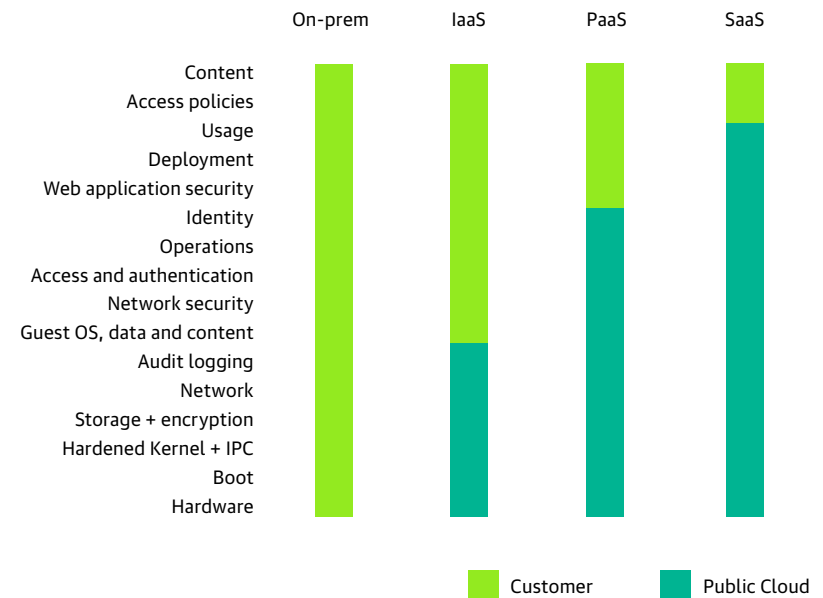 On-prem IaaS PaaS SaaS
Content
Access policies
Usage
Deployment
Web application security
Identity
Operations
Access and authentication
Network security
Guest OS, data and content
Audit logging
Network
Storage + encryption
Hardened Kernel + IPC
Boot
Hardware
Customer Public Cloud